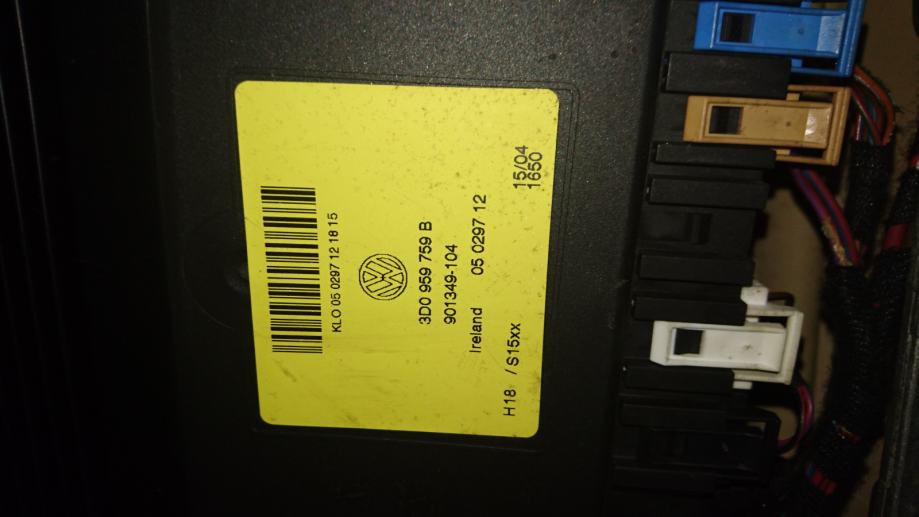 KLO 05 0297 12 18 15
VW
3D0 959 759 B
901349-104
Ireland 05 0297 12
H18 / S15xx 15/04
1650